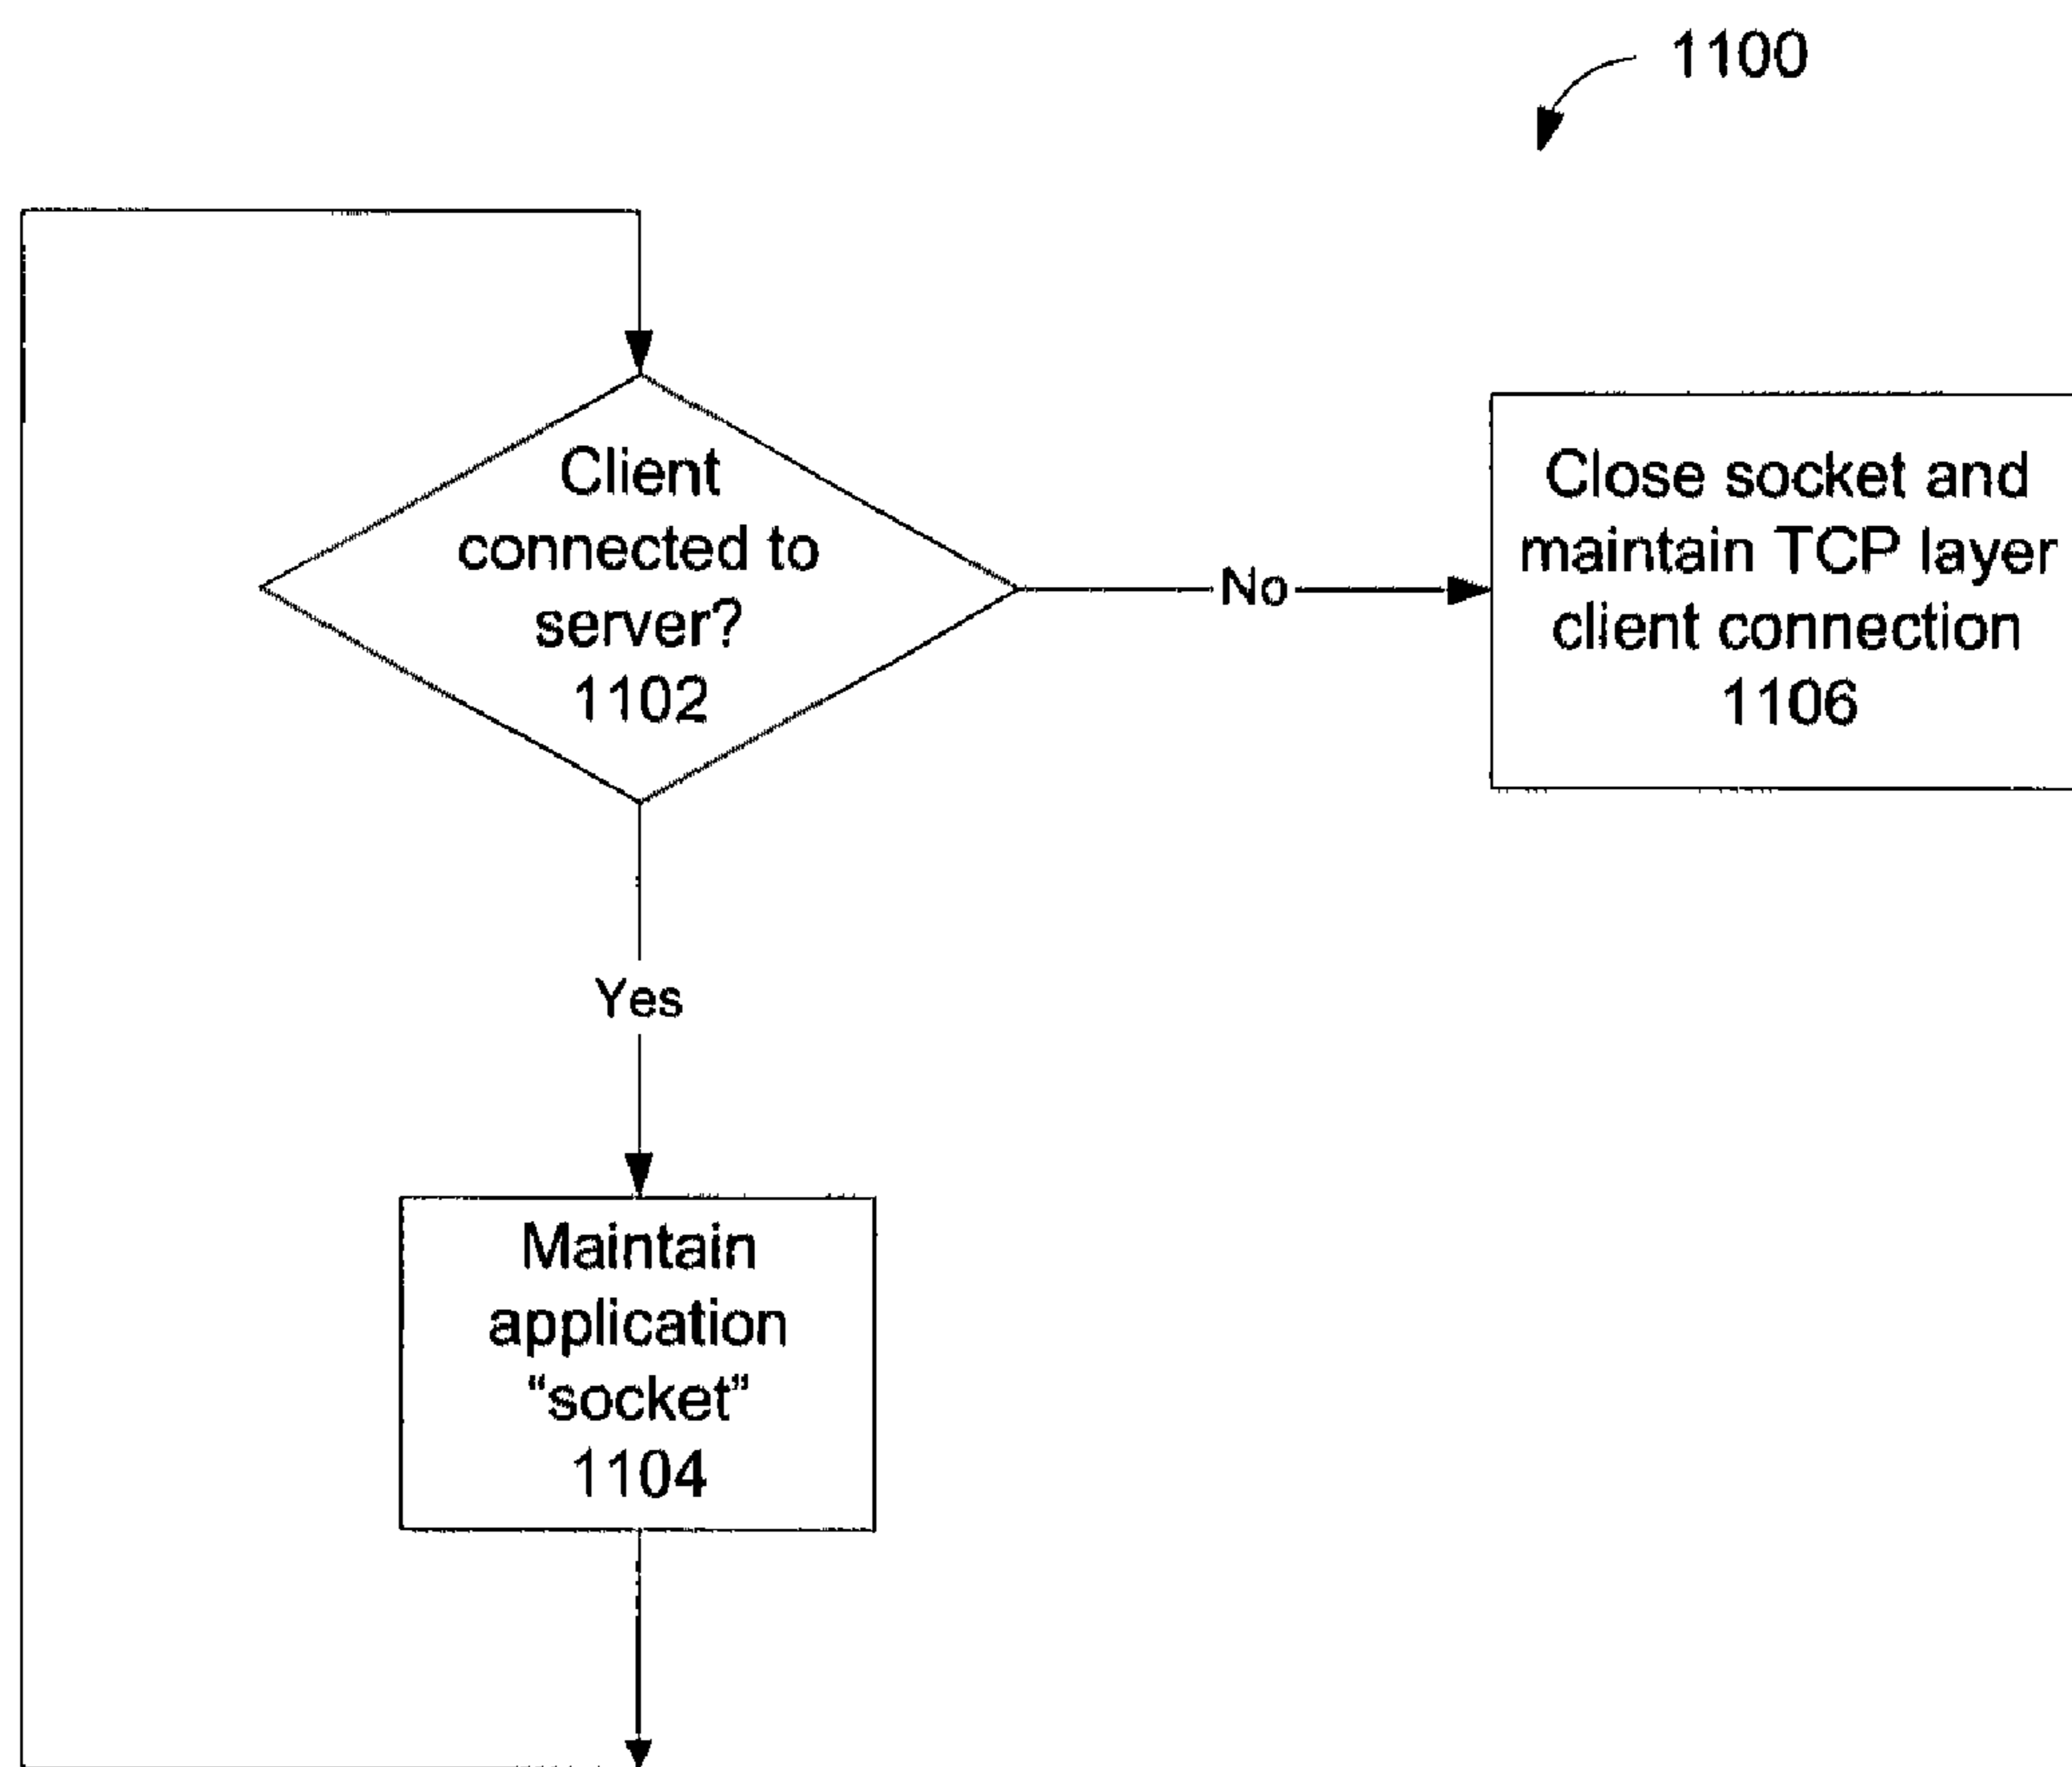 1100
Client
connected to
server?
1102
No
Close socket and
maintain TCP layer
client connection
1106
Yes
Maintain
application
“socket”
1104